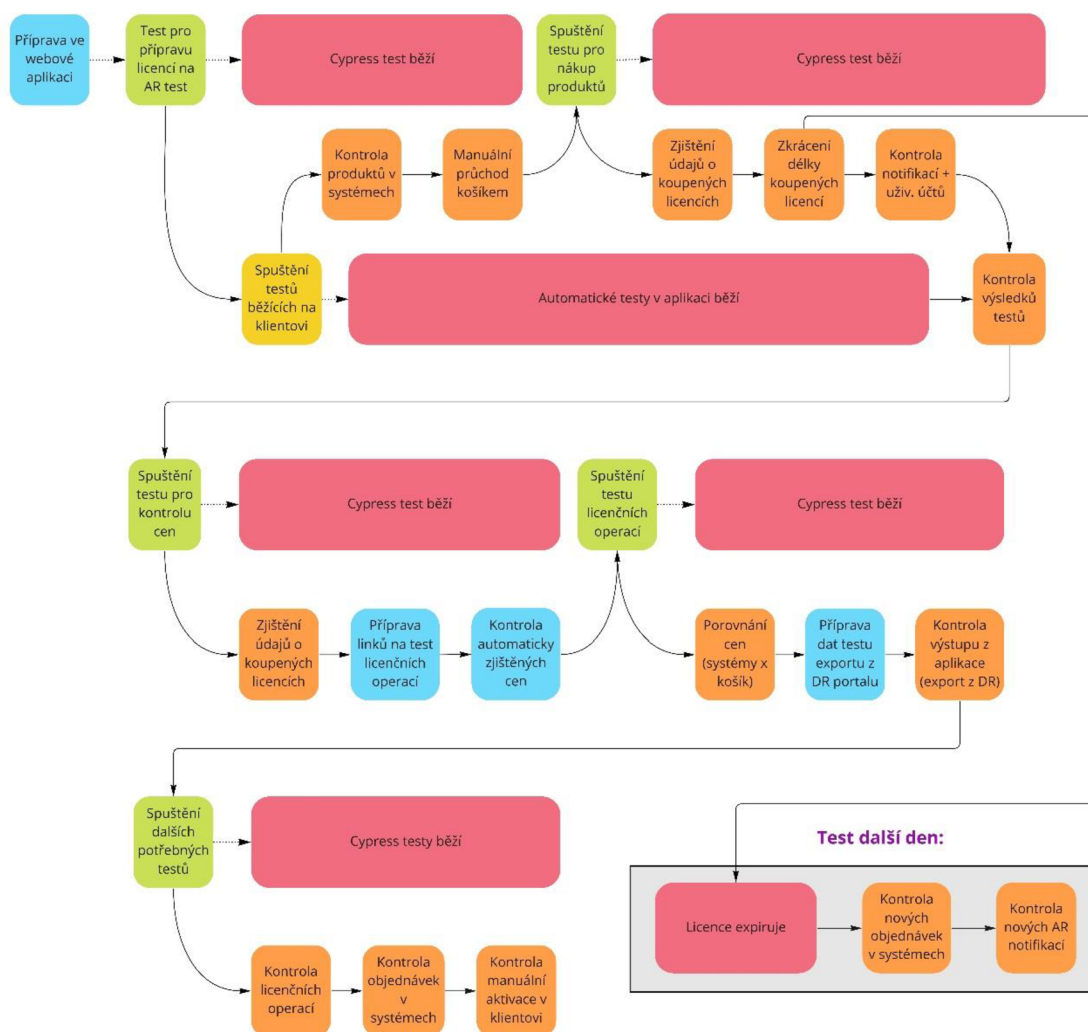 Příprava ve
webové
aplikaci
Test pro
přípravu
licencí na
AR test
Cypress test běží
Spuštění
testu pro
nákup
produktů
Cypress test běží
Kontrola
produktů v
systémech
Manuální
průchod
košíkem
Zjištění
údajů o
koupených
licencích
Zkrácení
délky
koupených
licencí
Kontrola
notifikací +
uživ. účtů
Spuštění
testů
běžících na
klientovi
Automatické testy v aplikaci běží
Kontrola
výsledků
testů
Spuštění
testu pro
kontrolu
cen
Cypress test běží
Spuštění
testu
licenčních
operací
Cypress test běží
Zjištění
údajů o
koupených
licencích
Příprava
linků na test
licenčních
operací
Kontrola
automaticky
zjištěných
cen
Porovnání
cen
(systémy x
košík)
Příprava
dat testu
exportu z
DR portalu
Kontrola
výstupu z
aplikace
(export z DR)
Spuštění
dalších
potřebných
testů
Cypress testy běží
Test další den:
Licence expiruje
Kontrola
nových
objednávek
v systémech
Kontrola
nových AR
notifikací
Kontrola
licenčních
operací
Kontrola
objednávek
v
systémech
Kontrola
manuální
aktivace v
klientovi